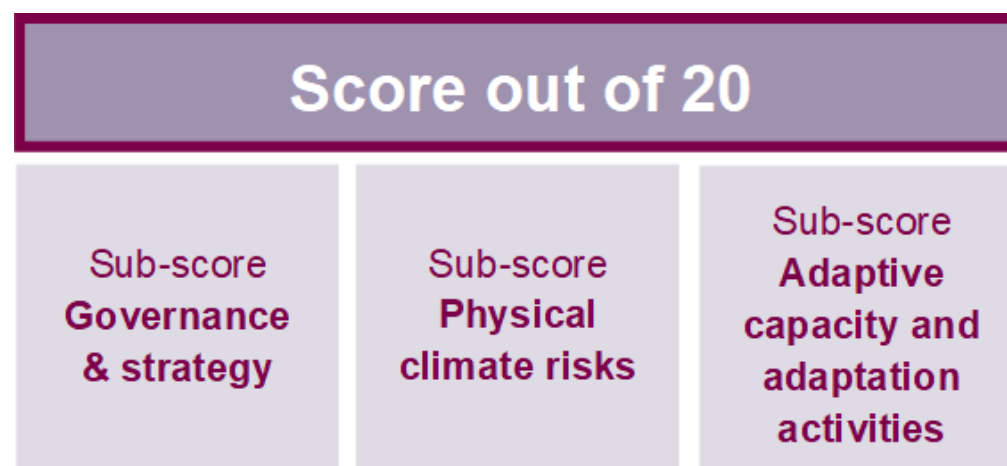 Score out of 20
Sub-score
Governance
& strategy
Sub-score
Physical
climate risks
Sub-score
Adaptive
capacity and
adaptation
activities